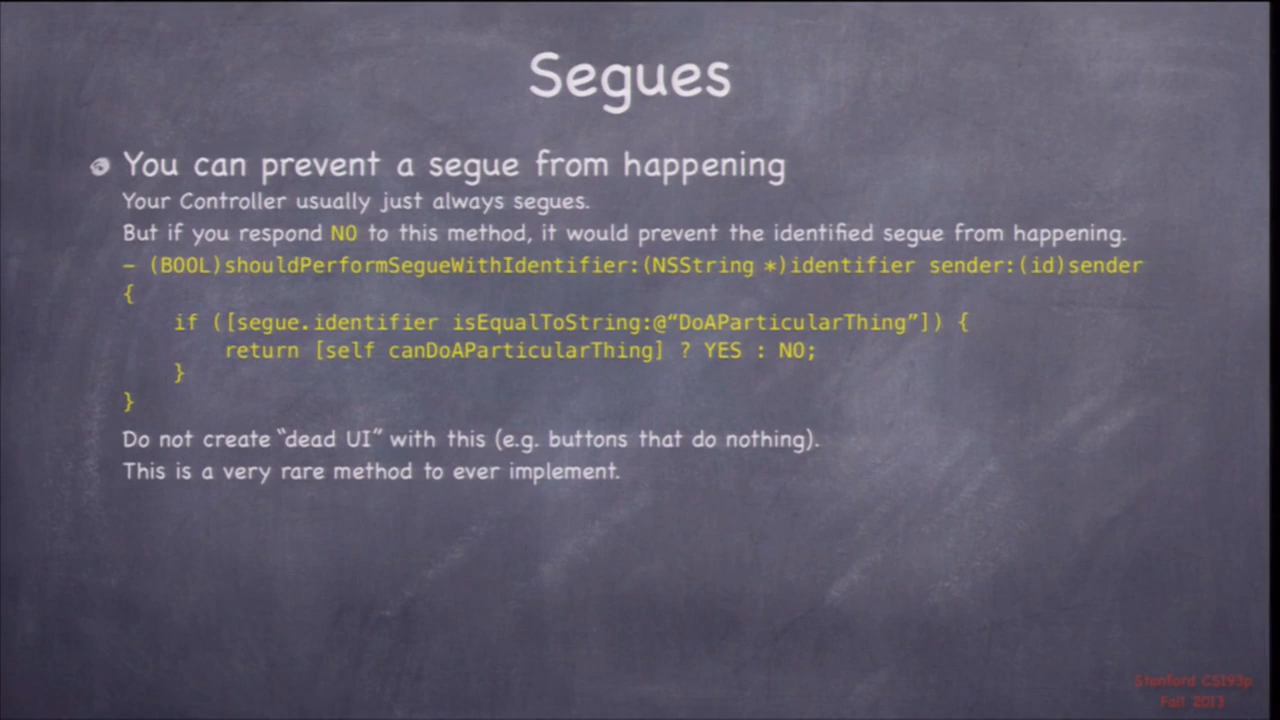 Segues
You can prevent a segue from happening
Your Controller usually just always segues.
But if you respond NO to this method, it would prevent the identified segue from happening.
- (BOOL)shouldPerformSegueWithIdentifier:(NSString *)identifier sender:(id)sender
{
if ([segue.identifier isEqualToString:@“DoAParticularThing”]) {
return [self canDoAParticularThing] ? YES : NO;
}
}
Do not create “dead UI” with this (e.g. buttons that do nothing).
This is a very rare method to ever implement.
Stanford CS193p
Fall 2013